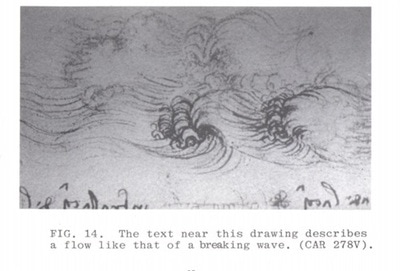 FIG. 14. The text near this drawing describes
a flow like that of a breaking wave. (CAR 278V).